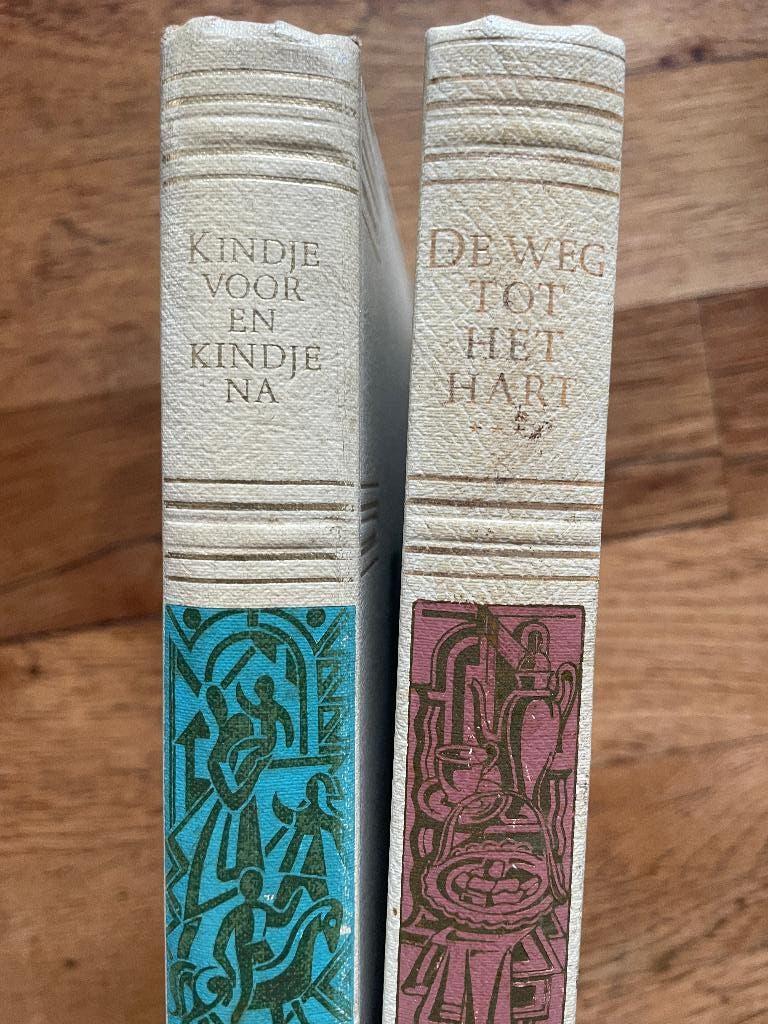 KINDJE
VOOR
EN
KINDJE
NA
DE WEG
TOT
HET
HART